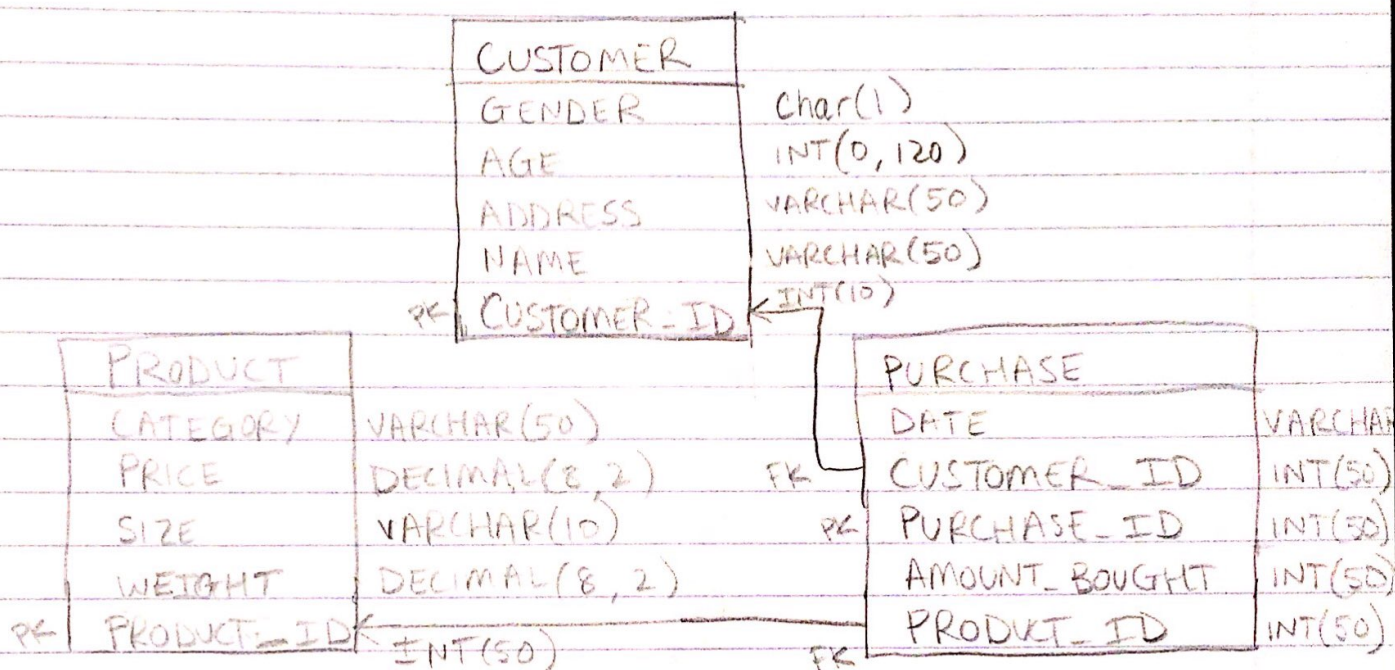 CUSTOMER
GENDER Char(1)
AGE INT(0, 120)
ADDRESS VARCHAR(50)
NAME VARCHAR(50)
PK CUSTOMER_ID INT(10)
PRODUCT
CATEGORY VARCHAR(50)
PRICE DECIMAL(8, 2)
SIZE VARCHAR(10)
WEIGHT DECIMAL(8, 2)
PK PRODUCT_ID INT(50)
PURCHASE
DATE VARCHAR
FK CUSTOMER_ID INT(50)
PK PURCHASE_ID INT(50)
AMOUNT_BOUGHT INT(50)
FK PRODUCT_ID INT(50)